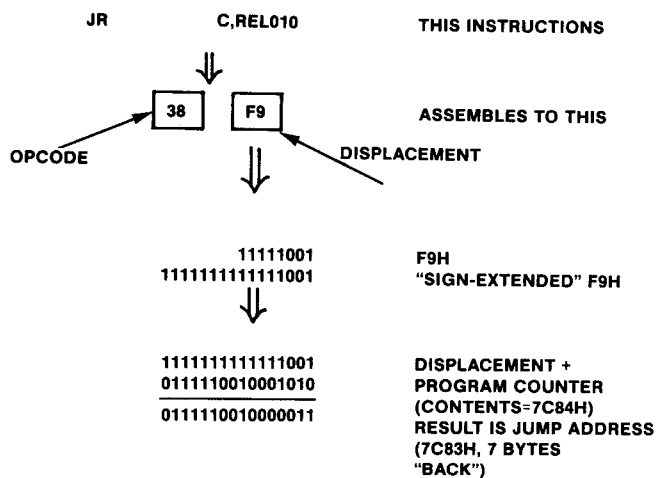 JR C,REL010 THIS INSTRUCTIONS
38 F9 ASSEMBLES TO THIS
OPCODE DISPLACEMENT
11111001 F9H
1111111111111001 "SIGN-EXTENDED" F9H
1111111111111001 DISPLACEMENT +
0111110010001010 PROGRAM COUNTER
(CONTENTS=7C84H)
0111110010000011 RESULT IS JUMP ADDRESS
(7C83H, 7 BYTES
"BACK")